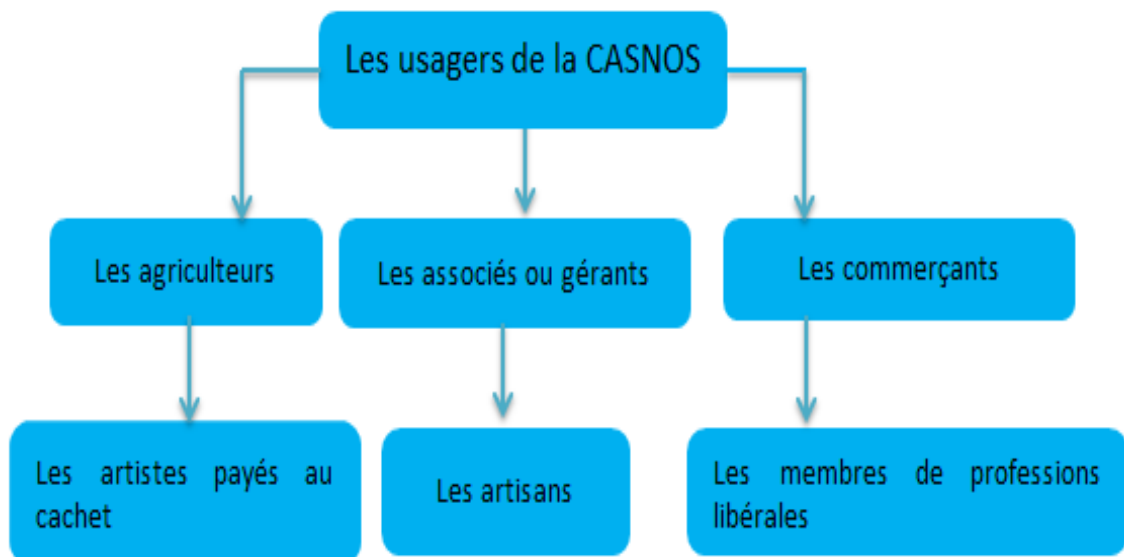 Les usagers de la CASNOS
Les agriculteurs
Les associés ou gérants
Les commerçants
Les artistes payés au
cachet
Les artisans
Les membres de professions
libérales